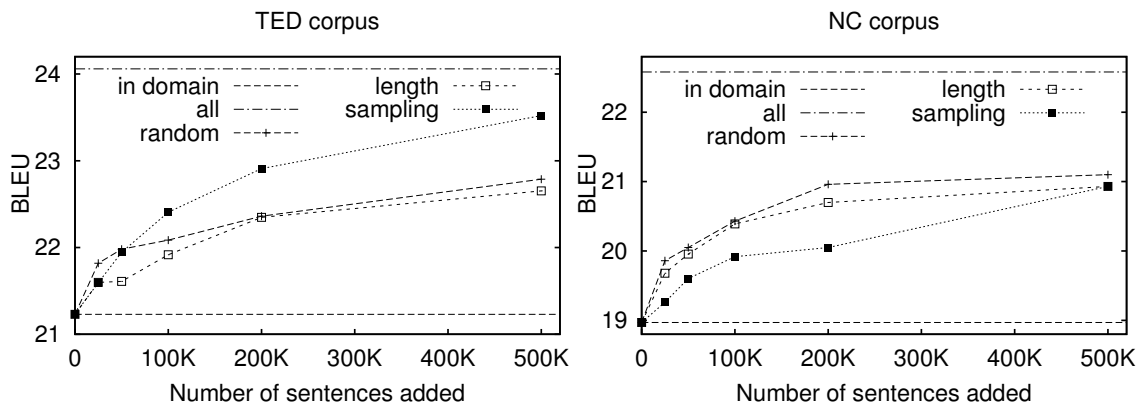 TED corpus
24
23
22
21
BLEU
in domain
all
random
length
sampling
0 100K 200K 300K 400K 500K
Number of sentences added
NC corpus
22
21
20
19
BLEU
in domain
all
random
length
sampling
0 100K 200K 300K 400K 500K
Number of sentences added